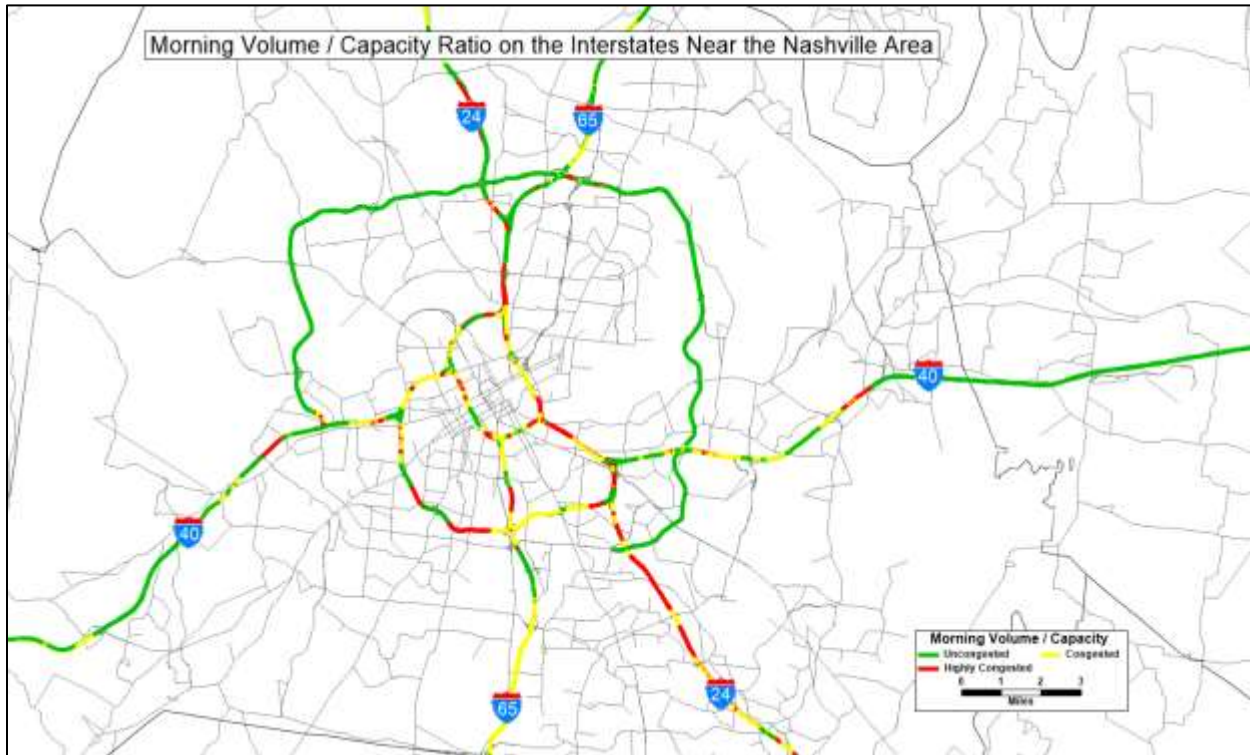 Morning Volume / Capacity Ratio on the Interstates Near the Nashville Area
24
65
40
40
65
24
Morning Volume / Capacity
Uncongested Congested
Highly Congested
0 1 2 3
Miles